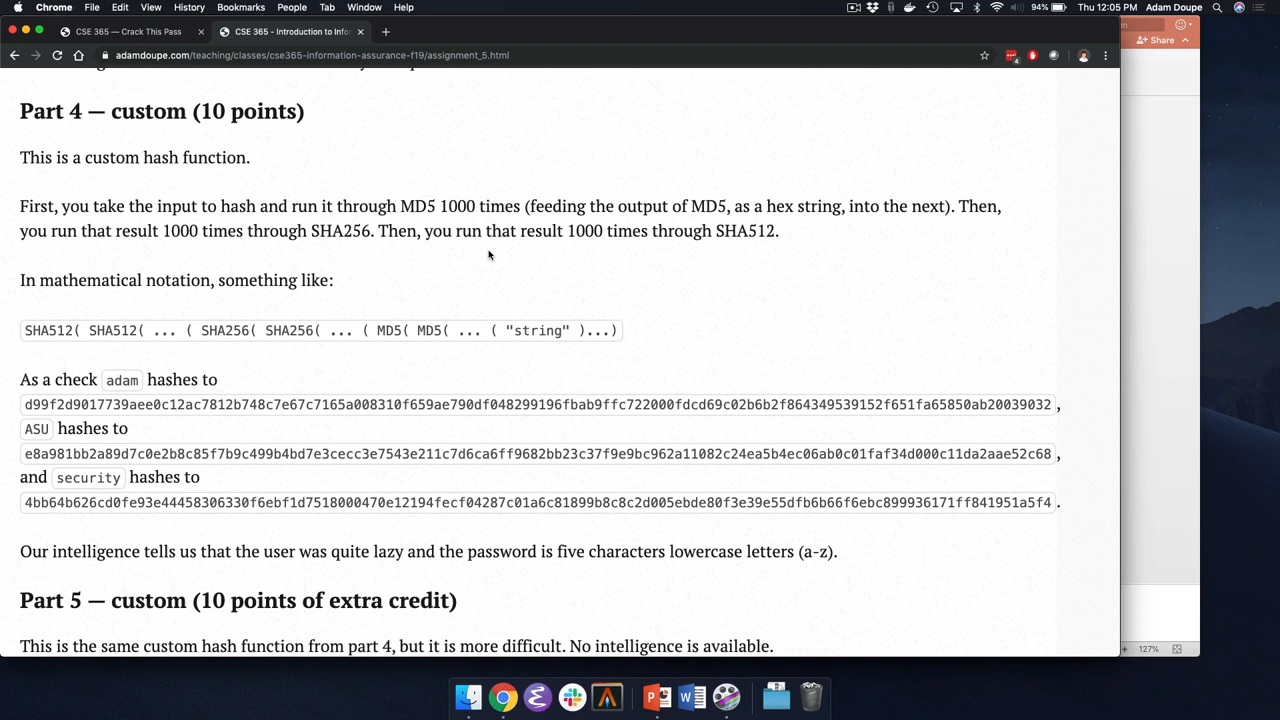 Chrome File Edit View History Bookmarks People Tab Window Help 94% Thu 12:05 PM Adam Doupe
CSE 365 — Crack This Pass
CSE 365 - Introduction to Info
Share
adamdoupe.com/teaching/classes/cse365-information-assurance-f19/assignment_5.html
Part 4 — custom (10 points)
This is a custom hash function.
First, you take the input to hash and run it through MD5 1000 times (feeding the output of MD5, as a hex string, into the next). Then,
you run that result 1000 times through SHA256. Then, you run that result 1000 times through SHA512.
In mathematical notation, something like:
SHA512( SHA512( ... ( SHA256( SHA256( ... ( MD5( MD5( ... ( "string" )...)
As a check adam hashes to
d99f2d9017739aee0c12ac7812b748c7e67c7165a008310f659ae790df048299196fbab9ffc722000fdcd69c02b6b2f864349539152f651fa65850ab20039032 ,
ASU hashes to
e8a981bb2a89d7c0e2b8c85f7b9c499b4bd7e3cecc3e7543e211c7d6ca6ff9682bb23c37f9e9bc962a11082c24ea5b4ec06ab0c01faf34d000c11da2aae52c68 ,
and security hashes to
4bb64b626cd0fe93e44458306330f6ebf1d7518000470e12194fecf04287c01a6c81899b8c8c2d005ebde80f3e39e55dfb6b66f6ebc899936171ff841951a5f4 .
Our intelligence tells us that the user was quite lazy and the password is five characters lowercase letters (a-z).
Part 5 — custom (10 points of extra credit)
This is the same custom hash function from part 4, but it is more difficult. No intelligence is available.
127%